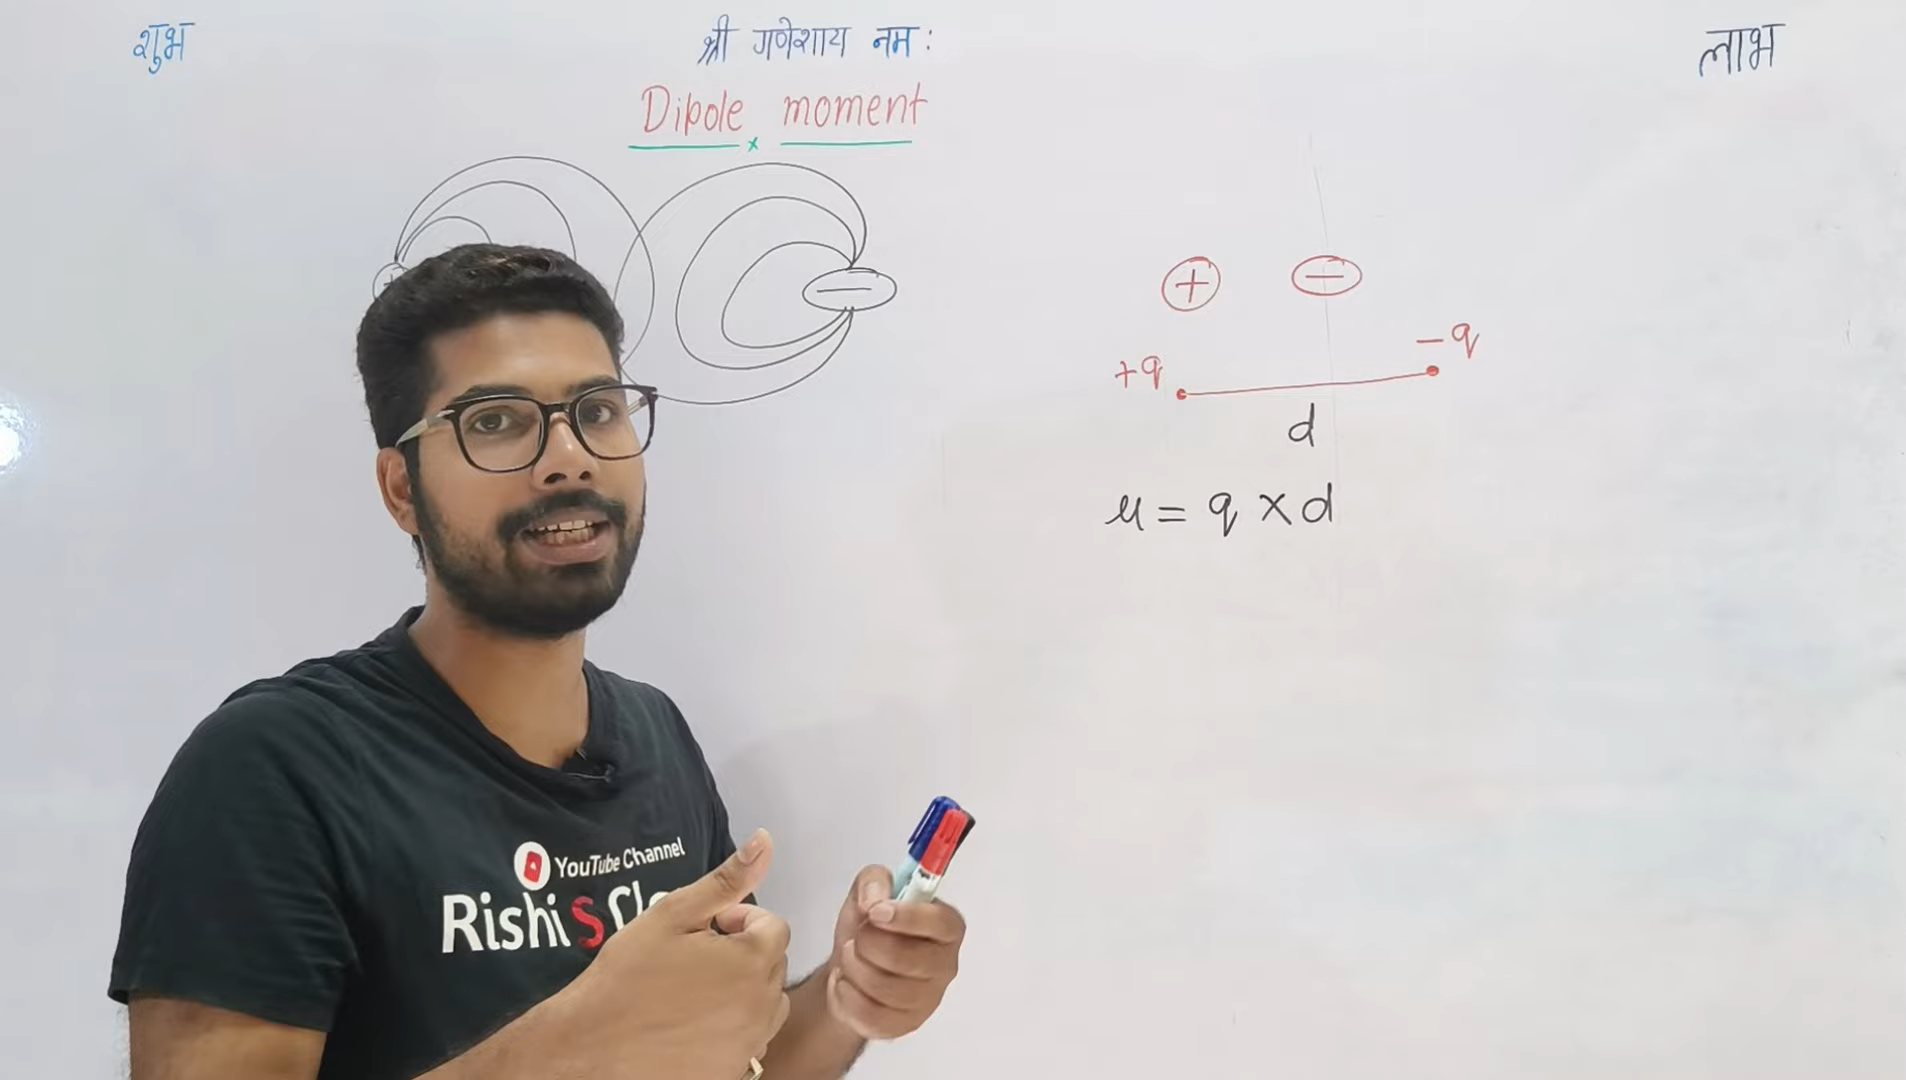 शुभ
श्री गणेशाय नम:
लाभ
Dipole moment
+
−
−
+q
−q
d
μ = q × d
YouTube Channel
Rishi S